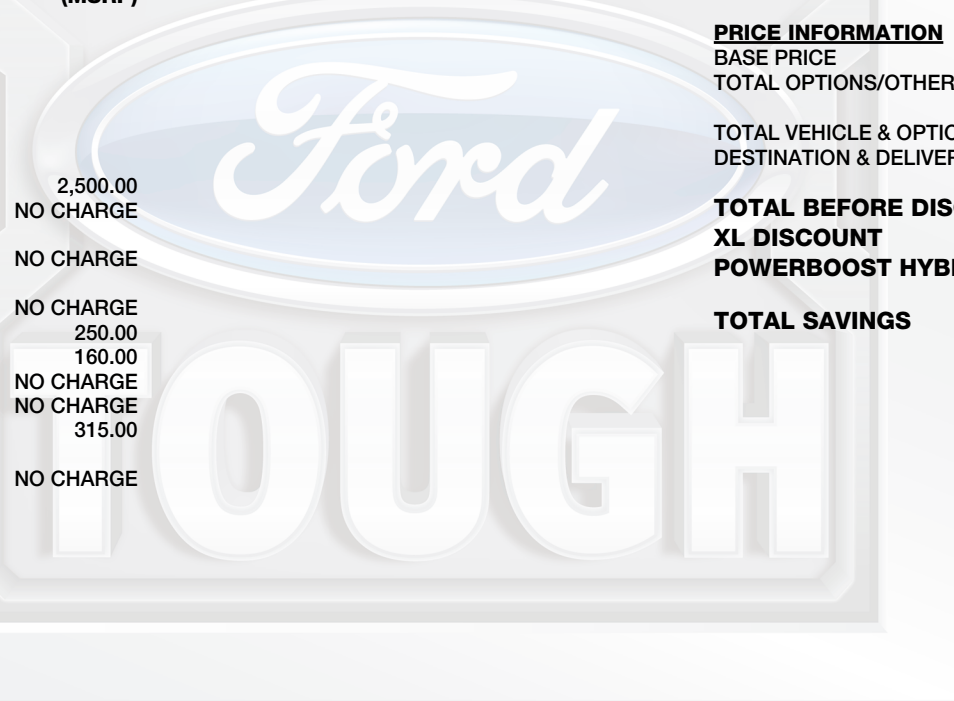 (MSRP)
2,500.00
NO CHARGE
NO CHARGE
NO CHARGE
250.00
160.00
NO CHARGE
NO CHARGE
315.00
NO CHARGE
PRICE INFORMATION
BASE PRICE
TOTAL OPTIONS/OTHER
TOTAL VEHICLE & OPTIO
DESTINATION & DELIVER
TOTAL BEFORE DISC
XL DISCOUNT
POWERBOOST HYB
TOTAL SAVINGS
Ford
TOUGH